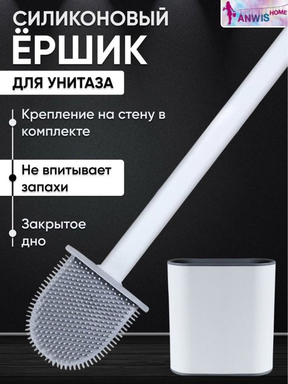 СИЛИКОНОВЫЙ
ЁРШИК
ДЛЯ УНИТАЗА
ANWIS HOME
Крепление на стену в
комплекте
Не впитывает
запахи
Закрытое
дно